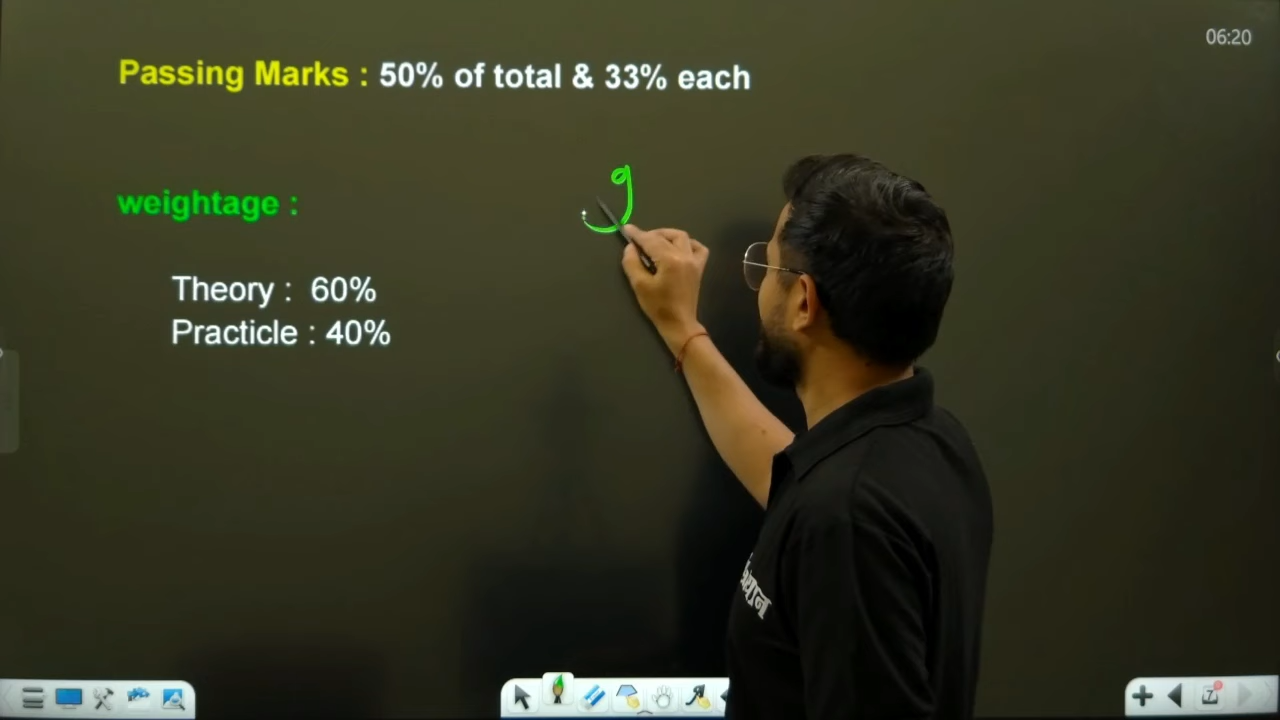 06:20
Passing Marks : 50% of total & 33% each
weightage :
Theory : 60%
Practicle : 40%